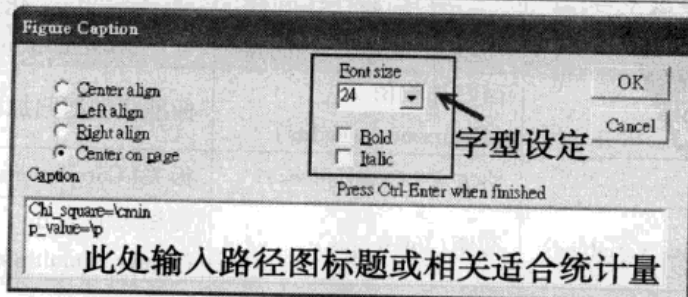 Figure Caption
Center align
Left align
Right align
Center on page
Font size
24
Bold
Italic
OK
Cancel
字型设定
Caption
Press Ctrl-Enter when finished
Chi_square=\cmin
p_value=\p
此处输入路径图标题或相关适合统计量